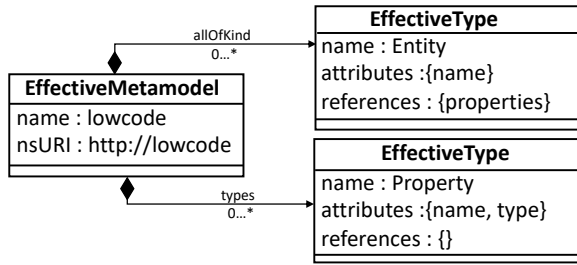 EffectiveType
name : Entity
attributes :{name}
references : {properties}
allOfKind
0...*
EffectiveMetamodel
name : lowcode
nsURI : http://lowcode
types
0...*
EffectiveType
name : Property
attributes :{name, type}
references : {}